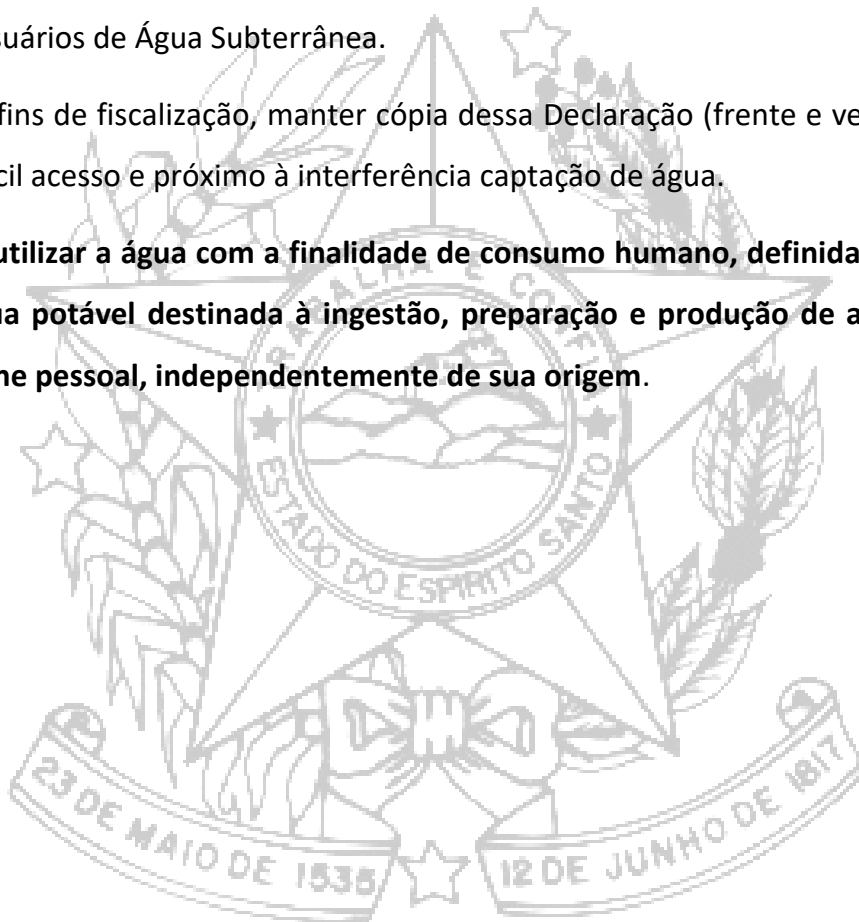 suários de Água Subterrânea.
fins de fiscalização, manter cópia dessa Declaração (frente e ve
cil acesso e próximo à interferência captação de água.
utilizar a água com a finalidade de consumo humano, definida
a potável destinada à ingestão, preparação e produção de a
ne pessoal, independentemente de sua origem.
TRABALHA E CONFIA
ESTADO DO ESPIRITO SANTO
23 DE MAIO DE 1535
12 DE JUNHO DE 1817